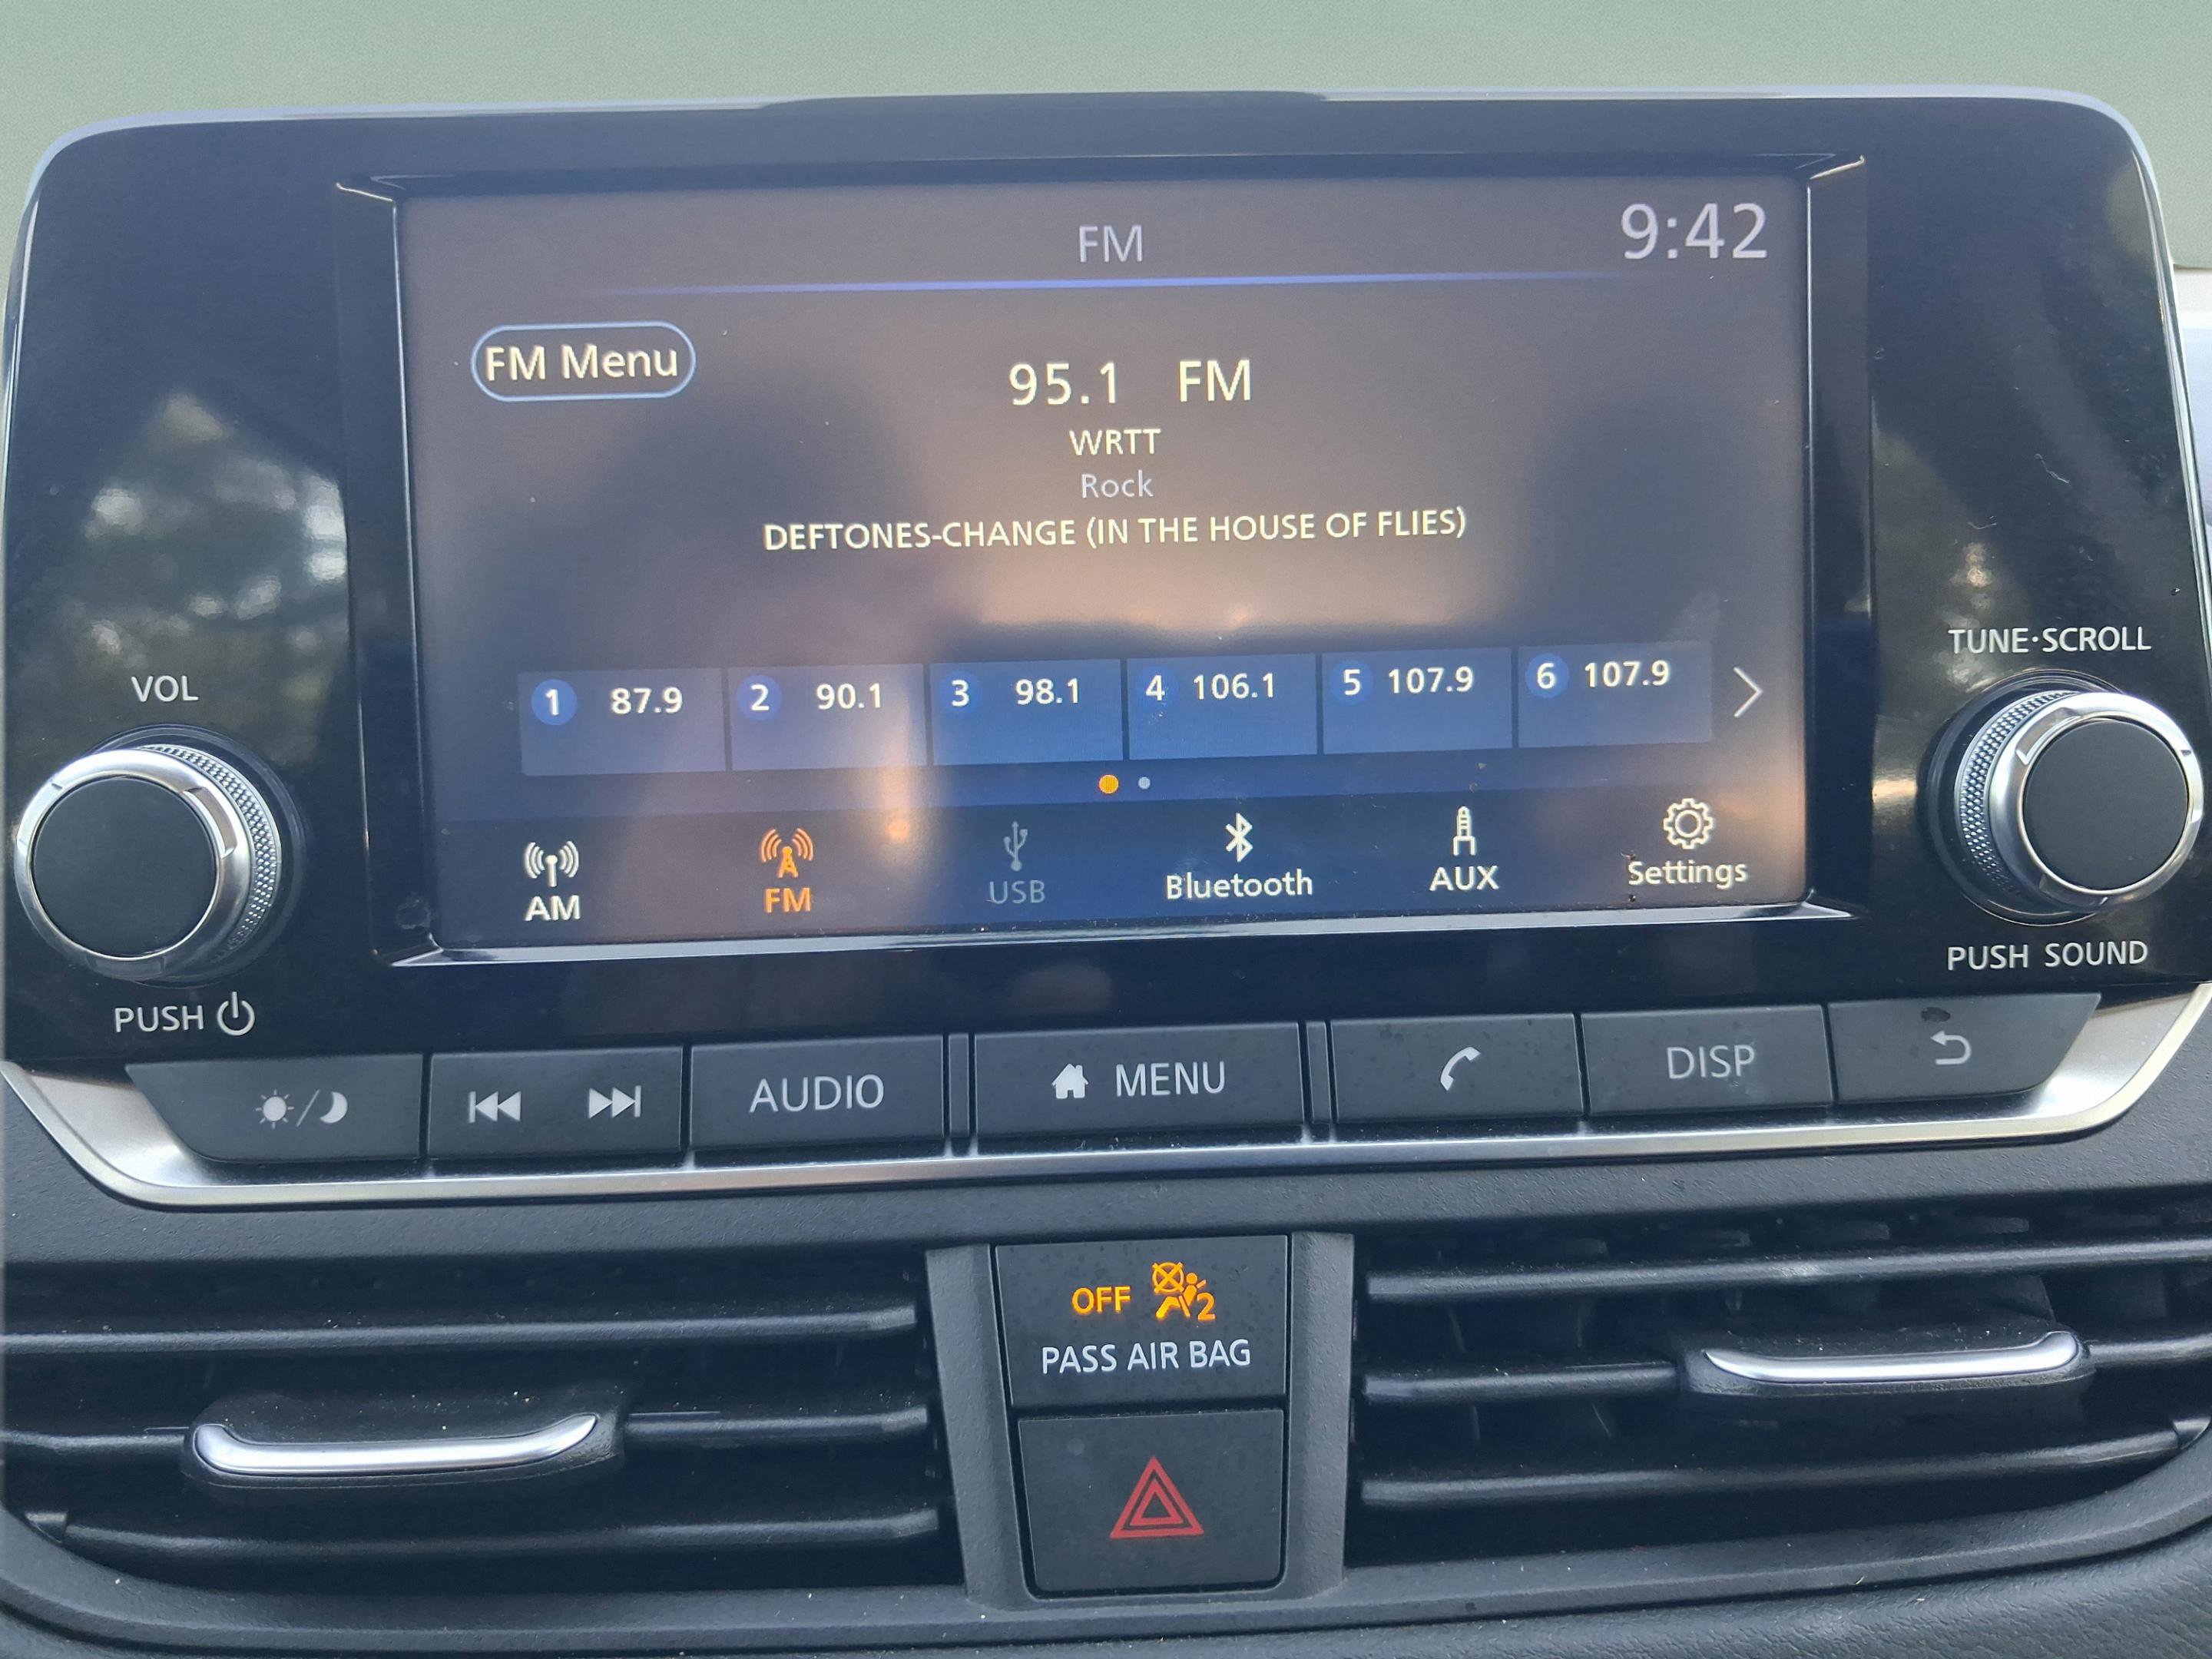 FM 9:42
FM Menu
95.1 FM
WRTT
Rock
DEFTONES-CHANGE (IN THE HOUSE OF FLIES)
1 87.9 2 90.1 3 98.1 4 106.1 5 107.9 6 107.9
AM FM USB Bluetooth AUX Settings
VOL
PUSH
TUNE·SCROLL
PUSH SOUND
AUDIO MENU DISP
OFF 2
PASS AIR BAG